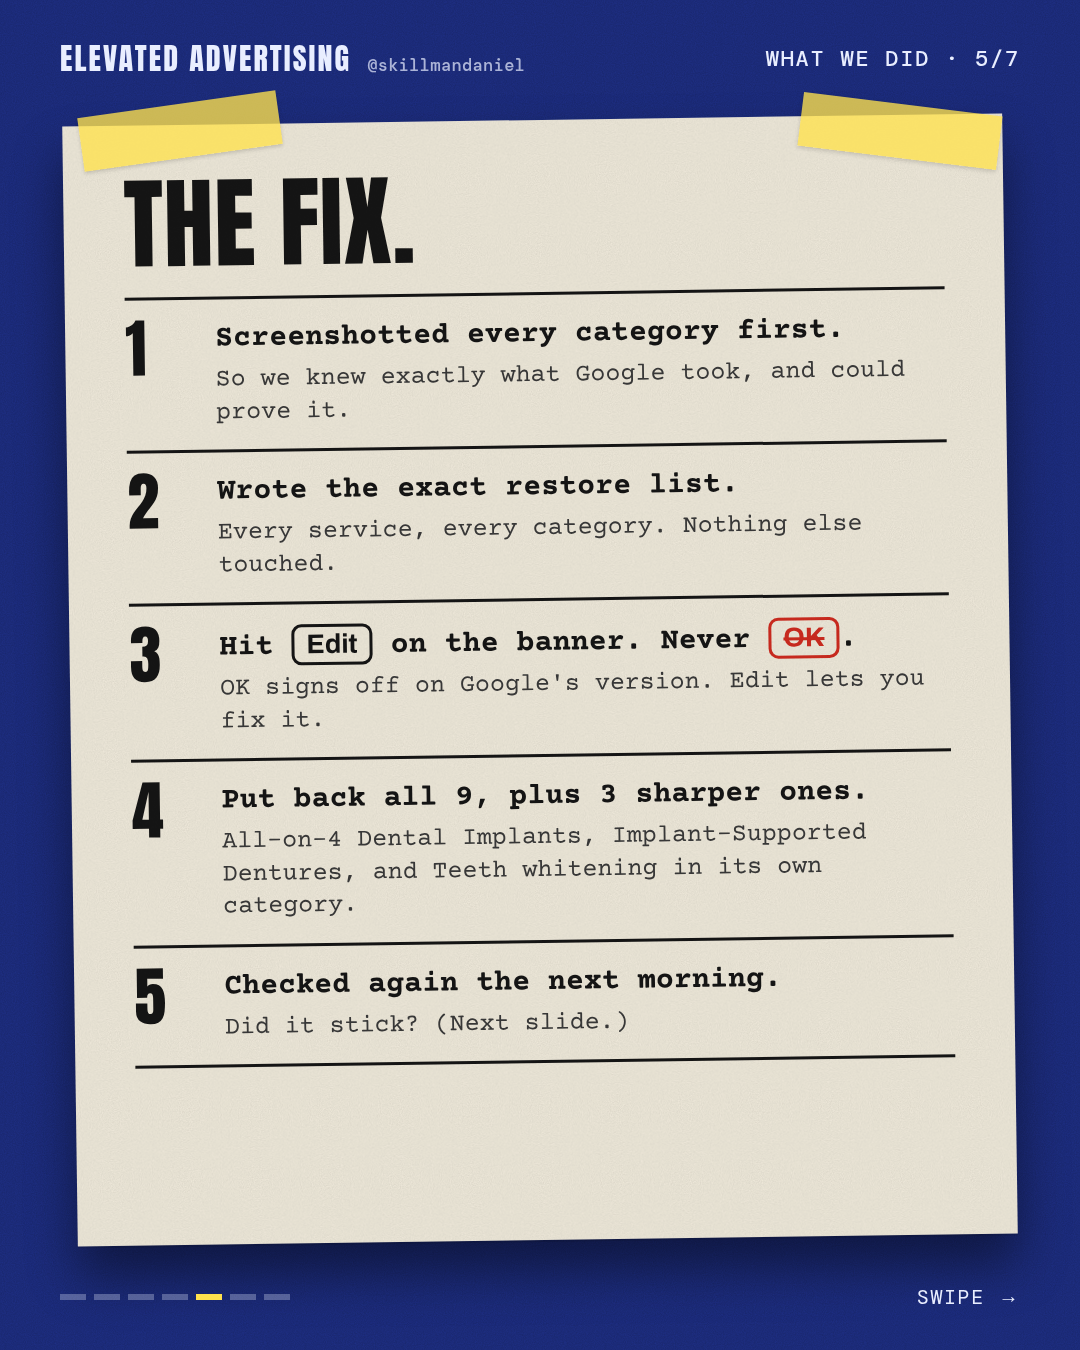 ELEVATED ADVERTISING @skillmandaniel
WHAT WE DID · 5/7
THE FIX.
1
Screenshotted every category first.
So we knew exactly what Google took, and could
prove it.
2
Wrote the exact restore list.
Every service, every category. Nothing else
touched.
3
Hit Edit on the banner. Never OK.
OK signs off on Google's version. Edit lets you
fix it.
4
Put back all 9, plus 3 sharper ones.
All-on-4 Dental Implants, Implant-Supported
Dentures, and Teeth whitening in its own
category.
5
Checked again the next morning.
Did it stick? (Next slide.)
SWIPE →